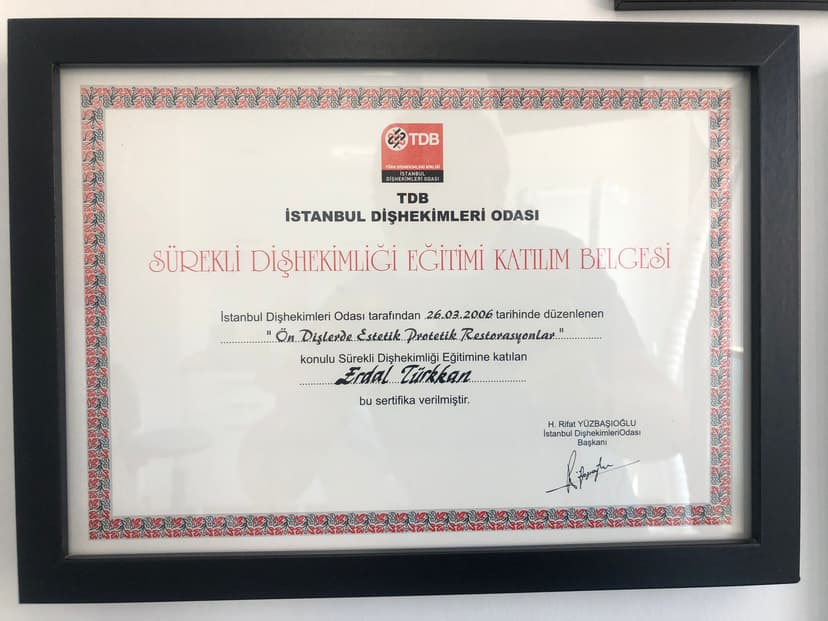 TDB
TÜRK DİŞHEKİMLERİ BİRLİĞİ
İSTANBUL
DİŞHEKİMLERİ ODASI
TDB
İSTANBUL DİŞHEKİMLERİ ODASI
SÜREKLİ DİŞHEKİMLİĞİ EĞİTİMİ KATILIM BELGESİ
İstanbul Dişhekimleri Odası tarafından 26.03.2006 tarihinde düzenlenen
" Ön Dişlerde Estetik Protetik Restorasyonlar "
konulu Sürekli Dişhekimliği Eğitimine katılan
Erdal Türkkan
bu sertifika verilmiştir.
H. Rifat YÜZBAŞIOĞLU
İstanbul DişhekimleriOdası
Başkanı